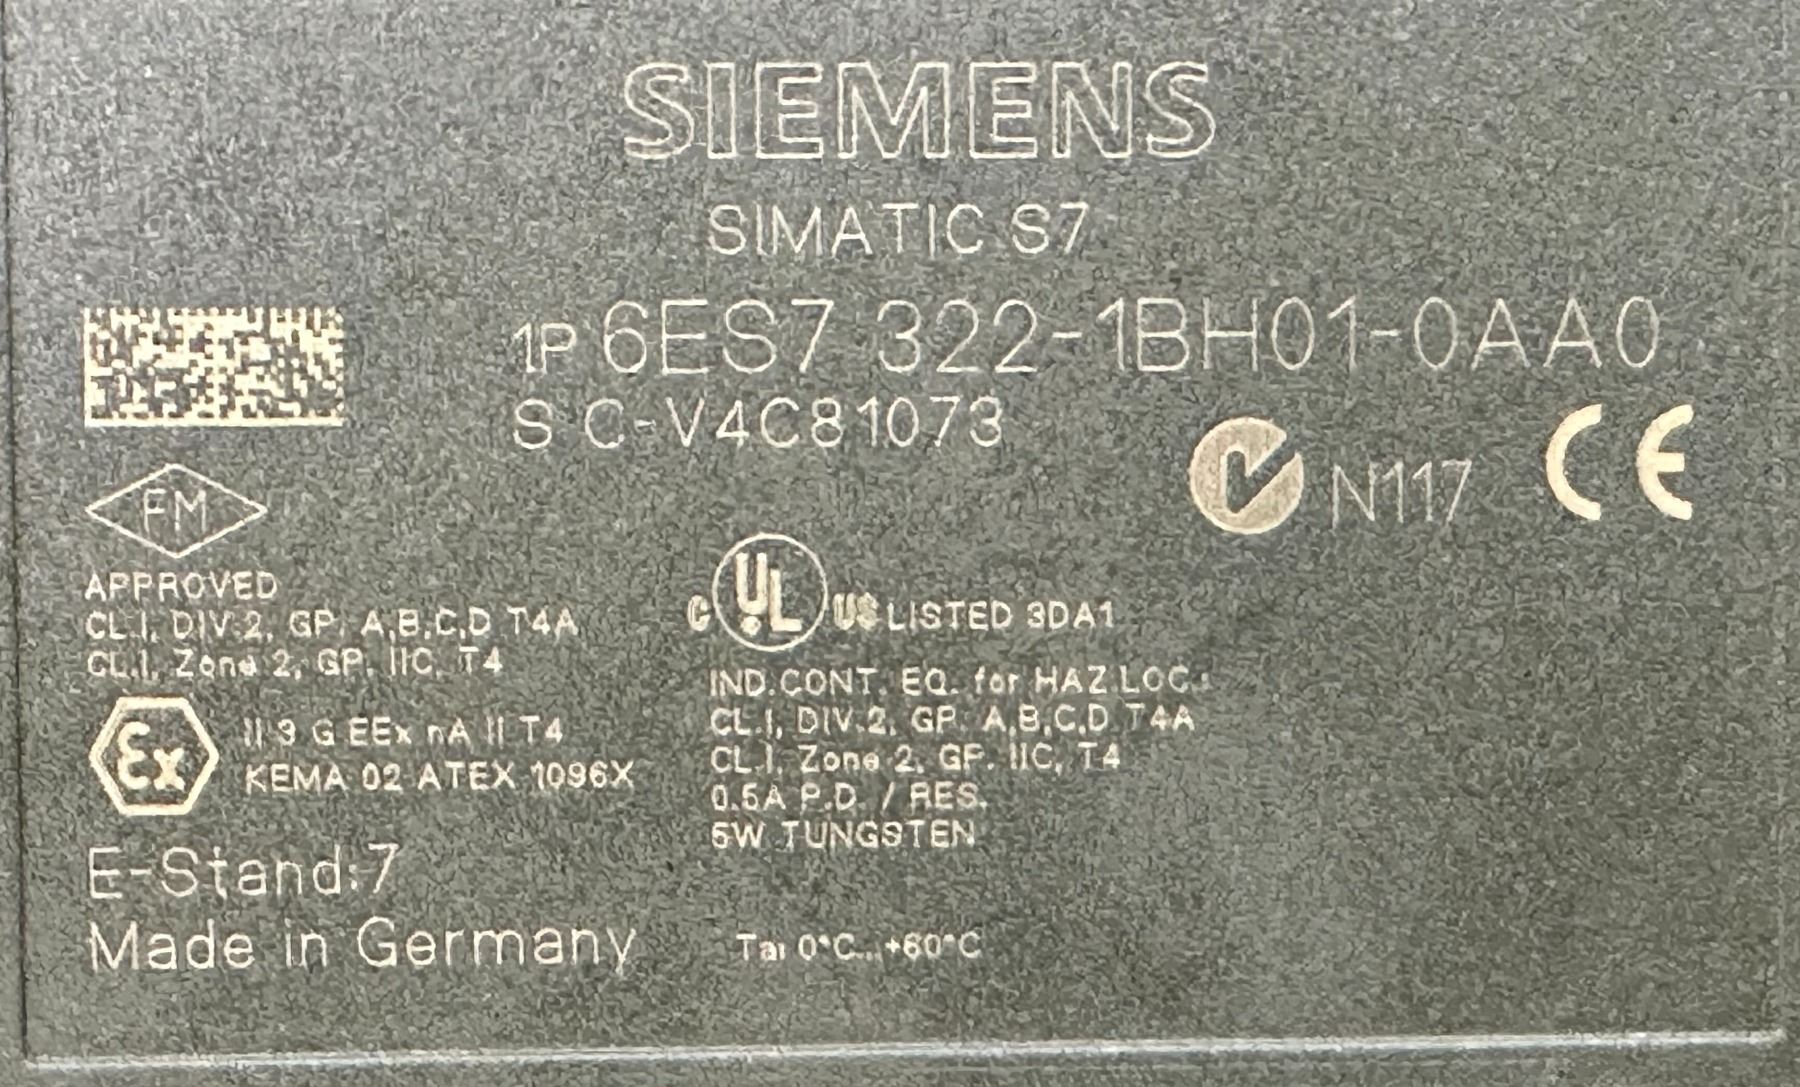 SIEMENS
SIMATIC S7
1P 6ES7 322-1BH01-0AA0
S C-V4C81073
N117 CE
FM
APPROVED
CL.I, DIV.2, GP. A,B,C,D T4A
CL.I, Zone 2, GP. IIC, T4
Ex
II 3 G EEx nA II T4
KEMA 02 ATEX 1096X
E-Stand:7
Made in Germany
C UL US LISTED 3DA1
IND.CONT. EQ. for HAZ.LOC.:
CL.I, DIV.2, GP. A,B,C,D T4A
CL.I, Zone 2, GP. IIC, T4
0.5A P.D. / RES.
5W TUNGSTEN
Ta: 0°C...+60°C